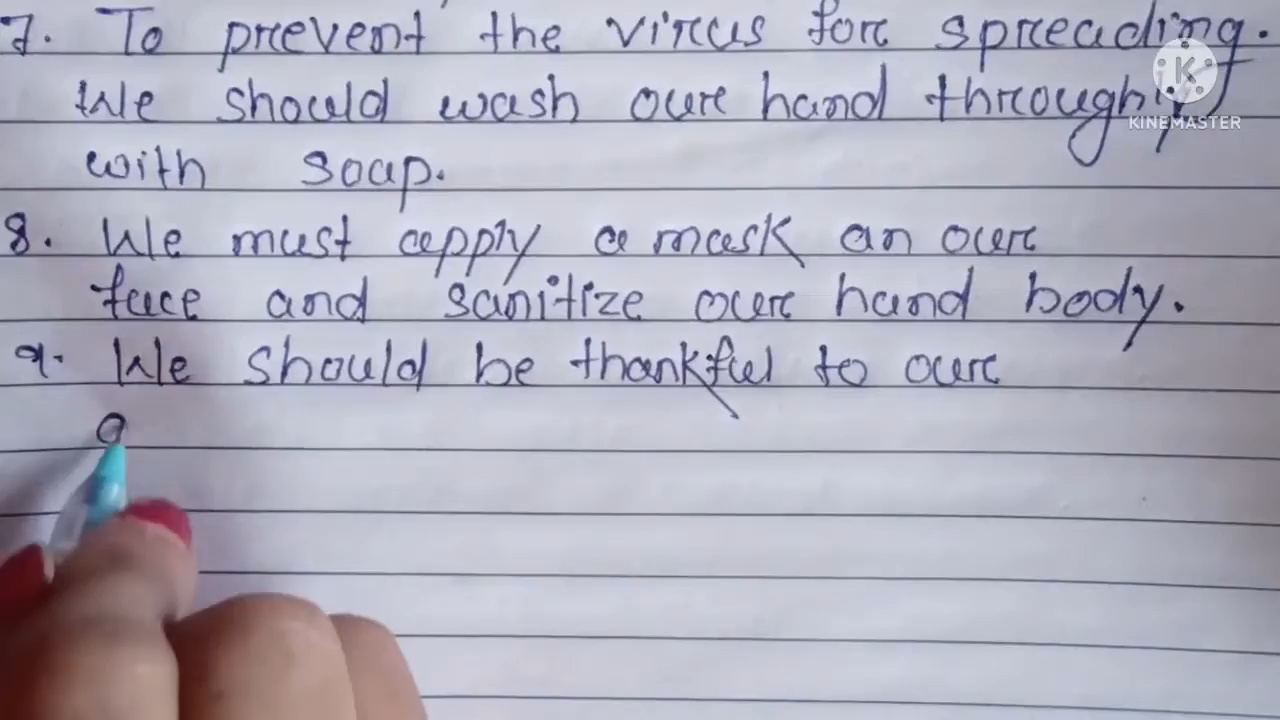 7. To prevent the virus for spreading.
We should wash our hand throughly
with soap.
8. We must apply a mask an our
face and sanitize our hand body.
9. We should be thankful to our
KINEMASTER